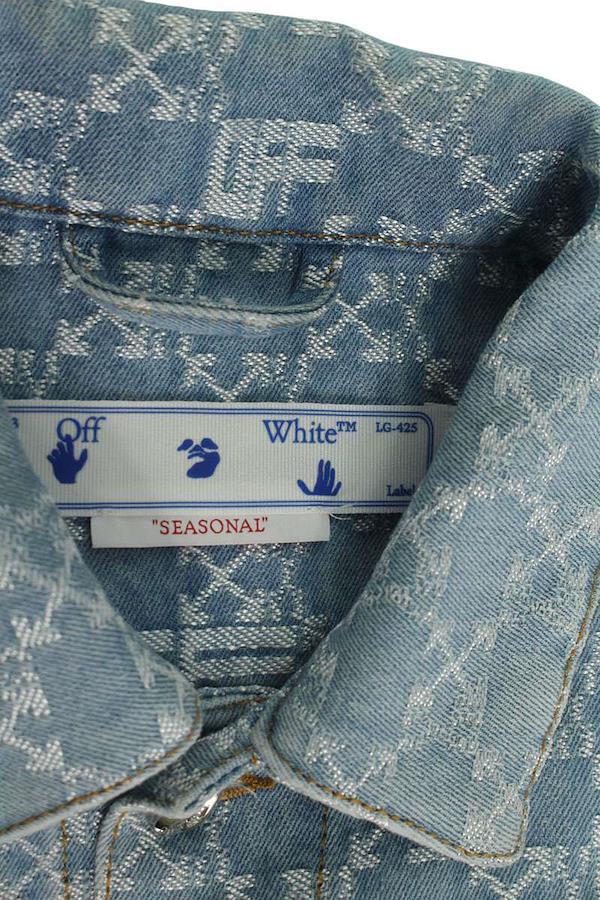 OFF
Off
White™ LG-425
Label
"SEASONAL"